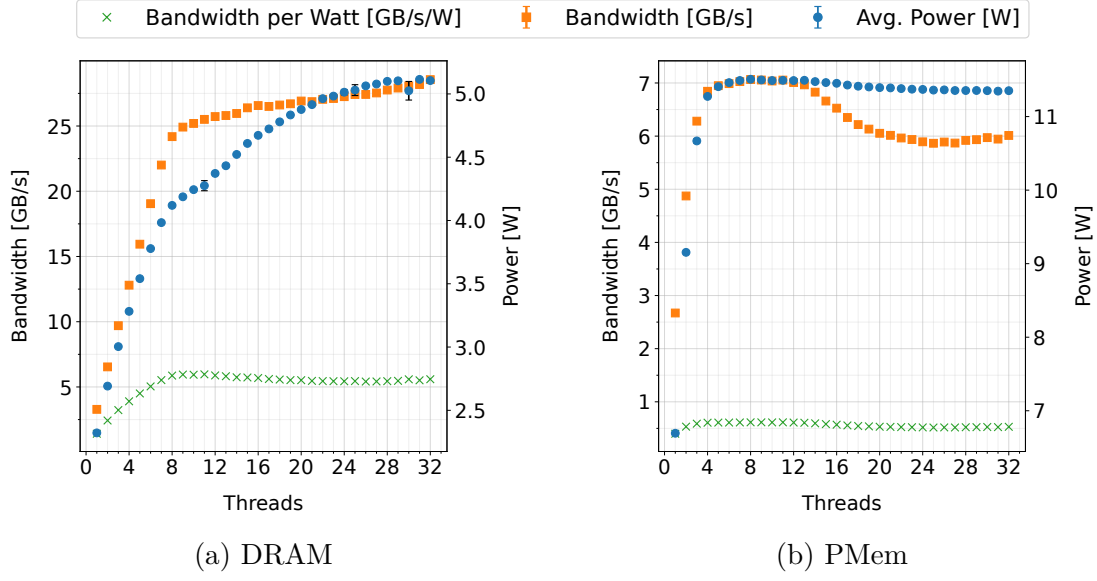 Bandwidth per Watt [GB/s/W] Bandwidth [GB/s] Avg. Power [W]
Bandwidth [GB/s]
25
20
15
10
5
0 4 8 12 16 20 24 28 32
Threads
5.0
4.5
4.0
3.5
3.0
2.5
Power [W]
(a) DRAM
Bandwidth [GB/s]
7
6
5
4
3
2
1
0 4 8 12 16 20 24 28 32
Threads
11
10
9
8
7
Power [W]
(b) PMem